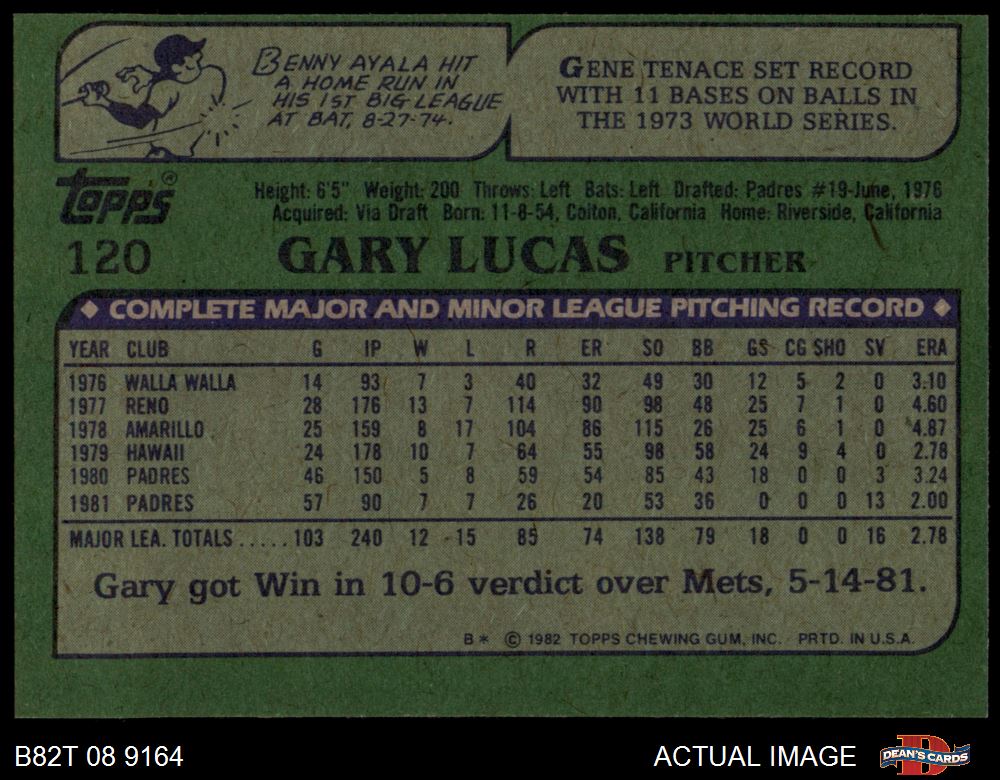 BENNY AYALA HIT
A HOME RUN IN
HIS 1ST BIG LEAGUE
AT BAT, 8-27-74.
GENE TENACE SET RECORD
WITH 11 BASES ON BALLS IN
THE 1973 WORLD SERIES.
topps®
Height: 6'5" Weight: 200 Throws: Left Bats: Left Drafted: Padres #19-June, 1976
Acquired: Via Draft Born: 11-8-54, Colton, California Home: Riverside, California
120 GARY LUCAS PITCHER
◆ COMPLETE MAJOR AND MINOR LEAGUE PITCHING RECORD ◆
YEAR CLUB G IP W L R ER SO BB GS CG SHO SV ERA
1976 WALLA WALLA 14 93 7 3 40 32 49 30 12 5 2 0 3.10
1977 RENO 28 176 13 7 114 90 98 48 25 7 1 0 4.60
1978 AMARILLO 25 159 8 17 104 86 115 26 25 6 1 0 4.87
1979 HAWAII 24 178 10 7 64 55 98 58 24 9 4 0 2.78
1980 PADRES 46 150 5 8 59 54 85 43 18 0 0 3 3.24
1981 PADRES 57 90 7 7 26 20 53 36 0 0 0 13 2.00
MAJOR LEA. TOTALS.....103 240 12 15 85 74 138 79 18 0 0 16 2.78
Gary got Win in 10-6 verdict over Mets, 5-14-81.
B* © 1982 TOPPS CHEWING GUM, INC. PRTD. IN U.S.A.
B82T 08 9164 ACTUAL IMAGE DEAN'S CARDS